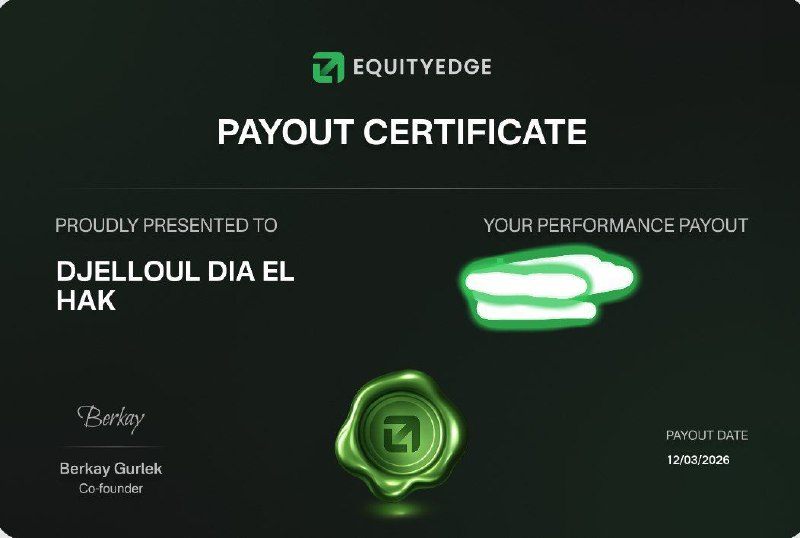 EQUITYEDGE
PAYOUT CERTIFICATE
PROUDLY PRESENTED TO
YOUR PERFORMANCE PAYOUT
DJELLOUL DIA EL
HAK
Berkay
Berkay Gurlek
Co-founder
PAYOUT DATE
12/03/2026